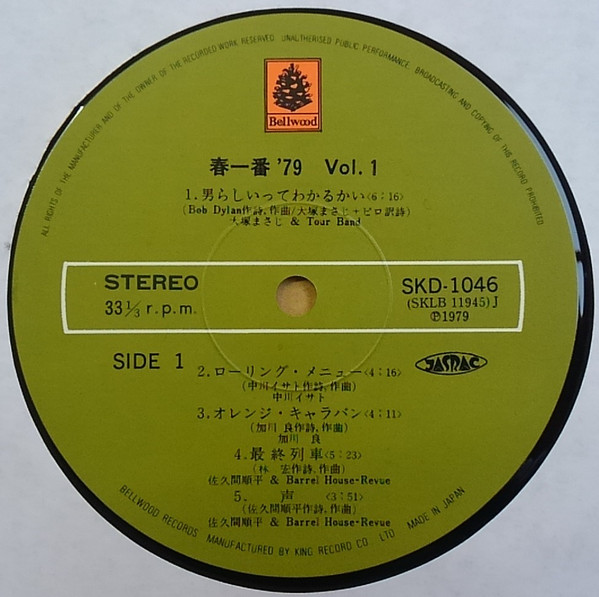 ALL RIGHTS OF THE MANUFACTURER AND OF THE OWNER OF THE RECORDED WORK RESERVED. UNAUTHORISED PUBLIC PERFORMANCE, BROADCASTING AND COPYING OF THIS RECORD PROHIBITED
Bellwood
春一番 '79 Vol. 1
1. 男らしいってわかるかい〈6:16〉
(Bob Dylan作詩,作曲/大塚まさじ+ピロ訳詩)
大塚まさじ & Tour Band
STEREO
33 1/3 r.p.m.
SKD-1046
(SKLB 11945) J
℗1979
SIDE 1
JASRAC
2. ローリング・メニュー〈4:16〉
(中川イサト作詩,作曲)
中川イサト
3. オレンジ・キャラバン〈4:11〉
(加川 良作詩,作曲)
加川 良
4. 最終列車〈5:23〉
(林 宏作詩,作曲)
佐久間順平 & Barrel House-Revue
5. 声〈3:51〉
(佐久間順平作詩,作曲)
佐久間順平 & Barrel House-Revue
BELLWOOD RECORDS MANUFACTURED BY KING RECORD CO. LTD. MADE IN JAPAN